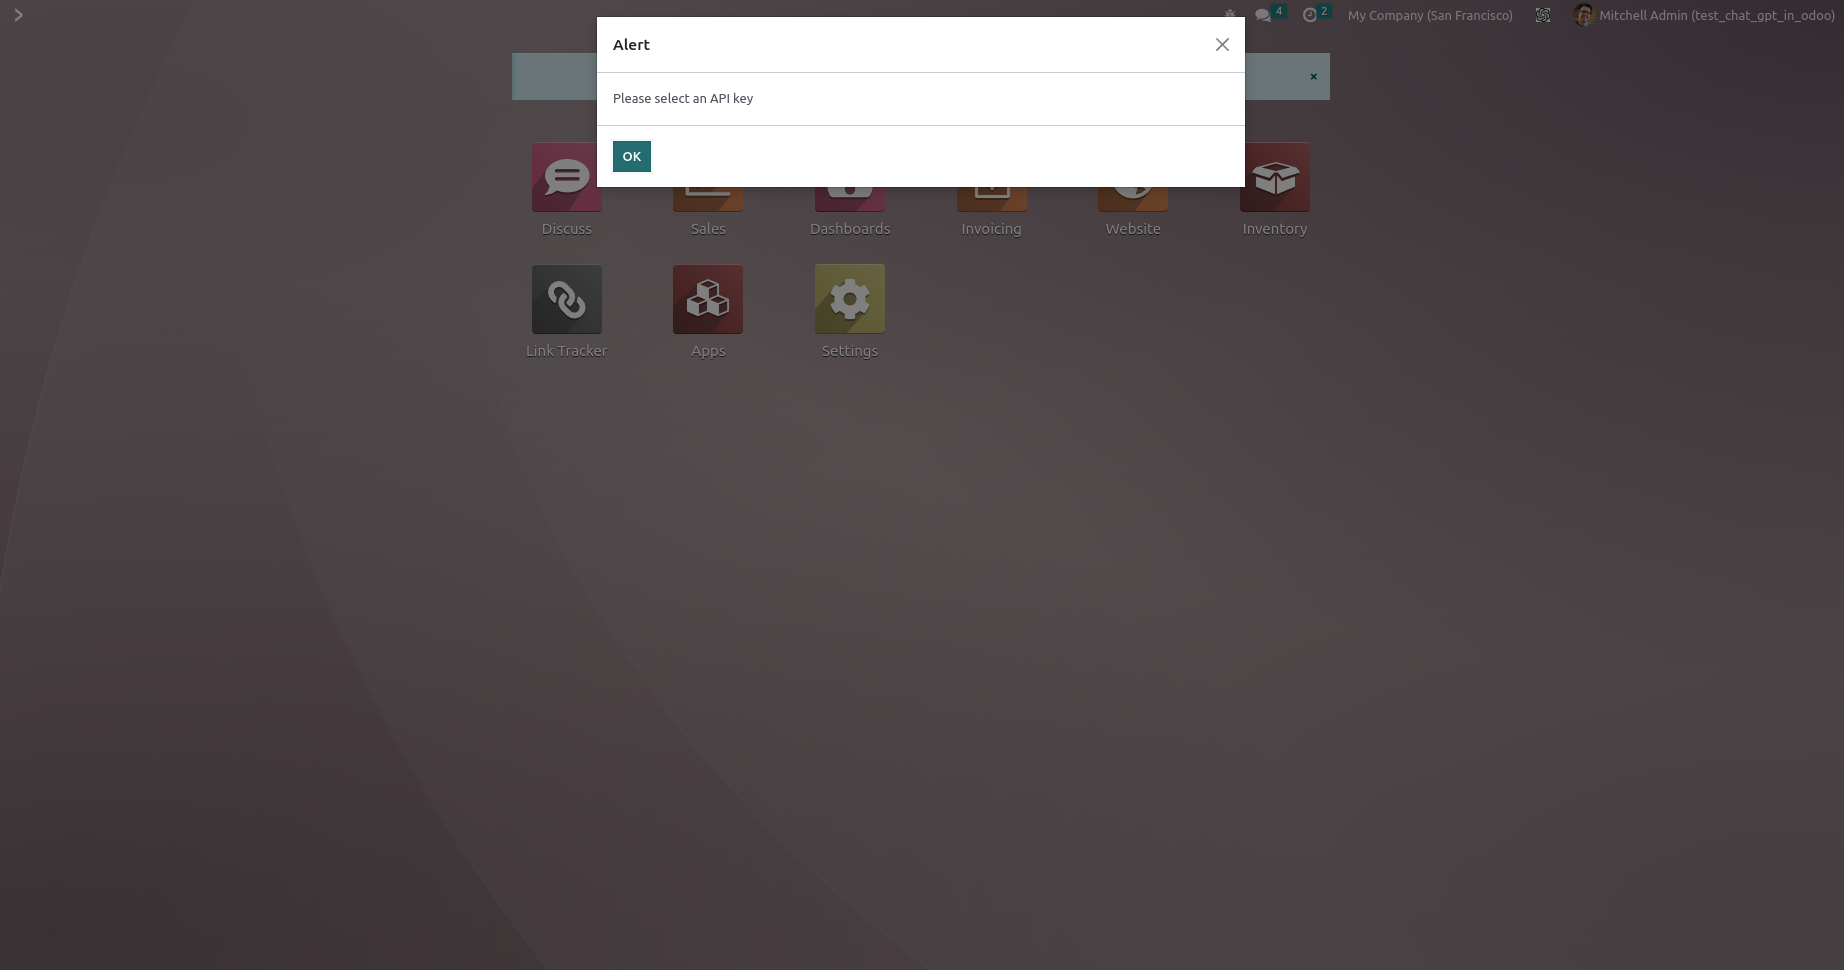 4
2
My Company (San Francisco)
Mitchell Admin (test_chat_gpt_in_odoo)
Alert
Please select an API key
OK
Discuss
Sales
Dashboards
Invoicing
Website
Inventory
Link Tracker
Apps
Settings